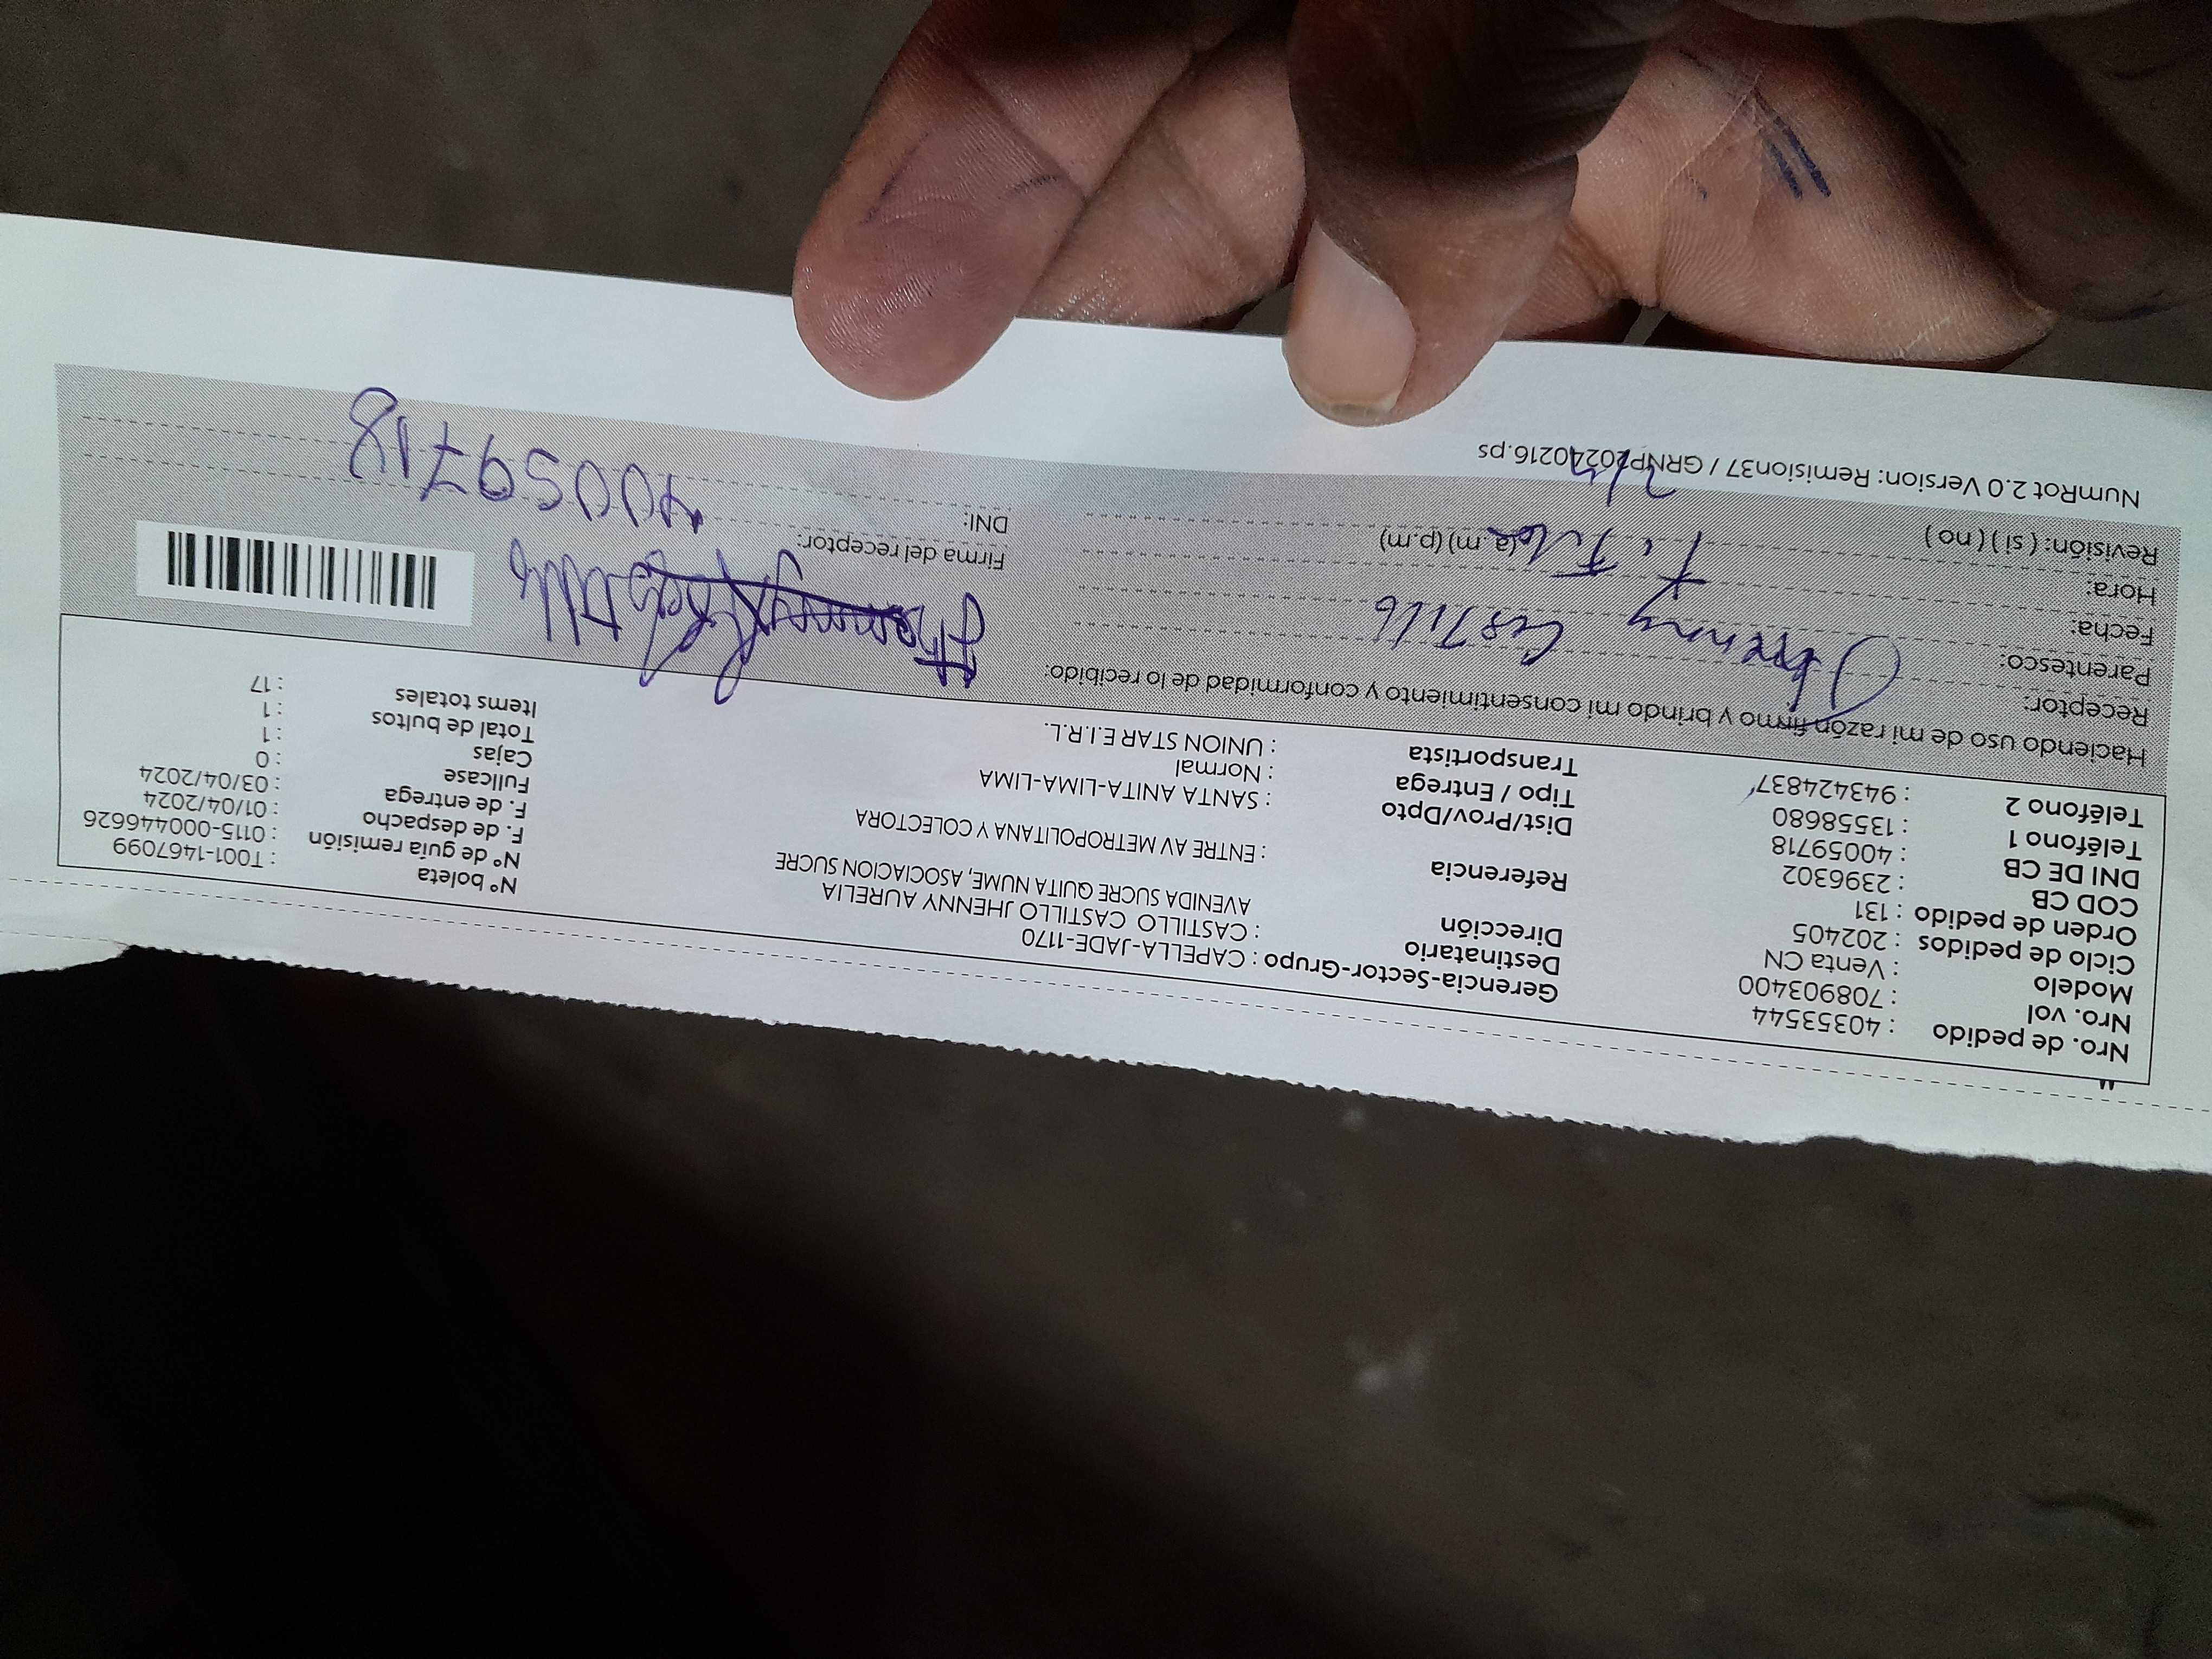 Nro. de pedido : 40353544
Nro. vol : 708903400
Modelo : Venta CN
Ciclo de pedidos : 202405
Orden de pedido : 131
COD CB : 2396302
DNI DE CB : 40059718
Teléfono 1 : 13558680
Teléfono 2 : 943424837
Gerencia-Sector-Grupo : CAPELLA-JADE-1170
Destinatario : CASTILLO CASTILLO JHENNY AURELIA
Dirección AVENIDA SUCRE QUITA NUME, ASOCIACION SUCRE
Referencia : ENTRE AV METROPOLITANA Y COLECTORA
Dist/Prov/Dpto : SANTA ANITA-LIMA-LIMA
Tipo / Entrega : Normal
Transportista : UNION STAR E.I.R.L.
N° boleta : T001-1467099
N° de guía remisión : 0115-000446626
F. de despacho : 01/04/2024
F. de entrega : 03/04/2024
Fullcase : 0
Cajas : 1
Total de bultos : 1
Items totales : 17
Haciendo uso de mi razón firmo y brindo mi consentimiento y conformidad de lo recibido:
Receptor: Jhenny Castillo
Parentesco:
Fecha:
Hora: (a.m) (p.m)
Revisión: ( si ) ( no )
Firma del receptor:
DNI: 40059718
NumRot 2.0 Version: Remision37 / GRNP20240216.ps